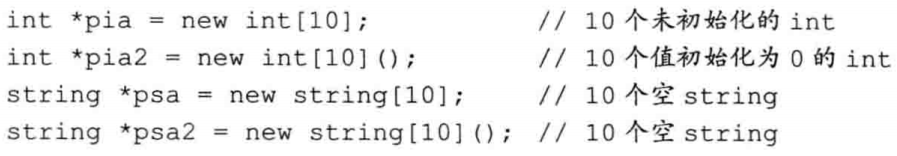 int *pia = new int[10];              // 10 个未初始化的 int
int *pia2 = new int[10]();           // 10 个值初始化为 0 的 int
string *psa = new string[10];     // 10 个空 string
string *psa2 = new string[10](); // 10 个空 string